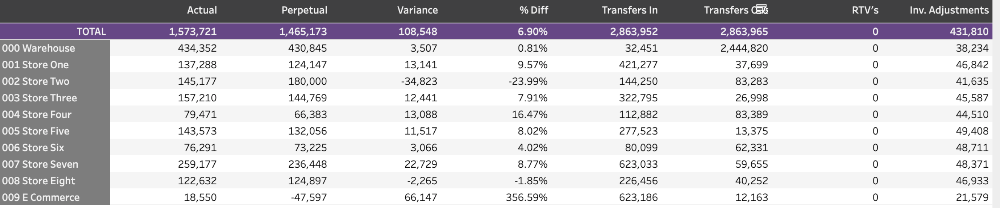 Actual Perpetual Variance % Diff Transfers In Transfers RTV's Inv. Adjustments
TOTAL 1,573,721 1,465,173 108,548 6.90% 2,863,952 2,863,965 0 431,810
000 Warehouse 434,352 430,845 3,507 0.81% 32,451 2,444,820 0 38,234
001 Store One 137,288 124,147 13,141 9.57% 421,277 37,699 0 46,842
002 Store Two 145,177 180,000 -34,823 -23.99% 144,250 83,283 0 41,635
003 Store Three 157,210 144,769 12,441 7.91% 322,795 26,998 0 45,587
004 Store Four 79,471 66,383 13,088 16.47% 112,882 83,389 0 44,510
005 Store Five 143,573 132,056 11,517 8.02% 277,523 13,375 0 49,408
006 Store Six 76,291 73,225 3,066 4.02% 80,099 62,331 0 48,711
007 Store Seven 259,177 236,448 22,729 8.77% 623,033 59,655 0 48,371
008 Store Eight 122,632 124,897 -2,265 -1.85% 226,456 40,252 0 46,933
009 E Commerce 18,550 -47,597 66,147 356.59% 623,186 12,163 0 21,579